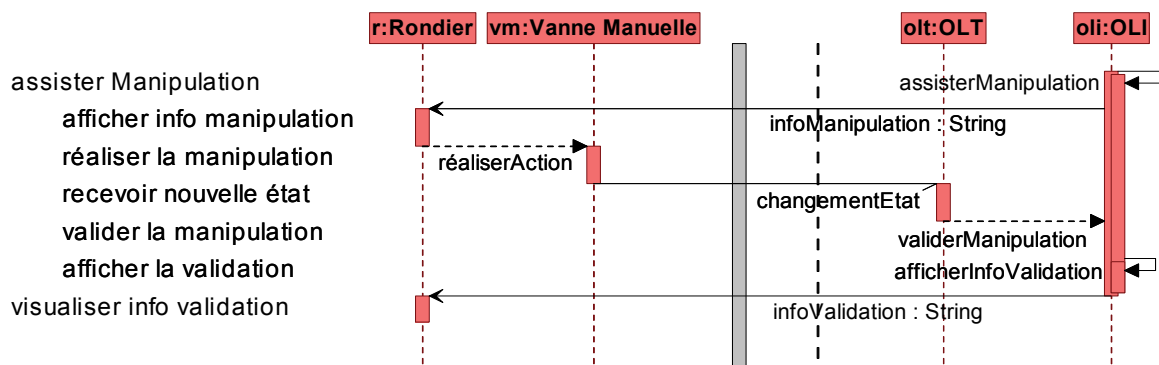 r:Rondier vm:Vanne Manuelle olt:OLT oli:OLI
assister Manipulation assisterManipulation
afficher info manipulation infoManipulation : String
réaliser la manipulation réaliserAction
recevoir nouvelle état changementEtat
valider la manipulation validerManipulation
afficher la validation afficherInfoValidation
visualiser info validation infoValidation : String